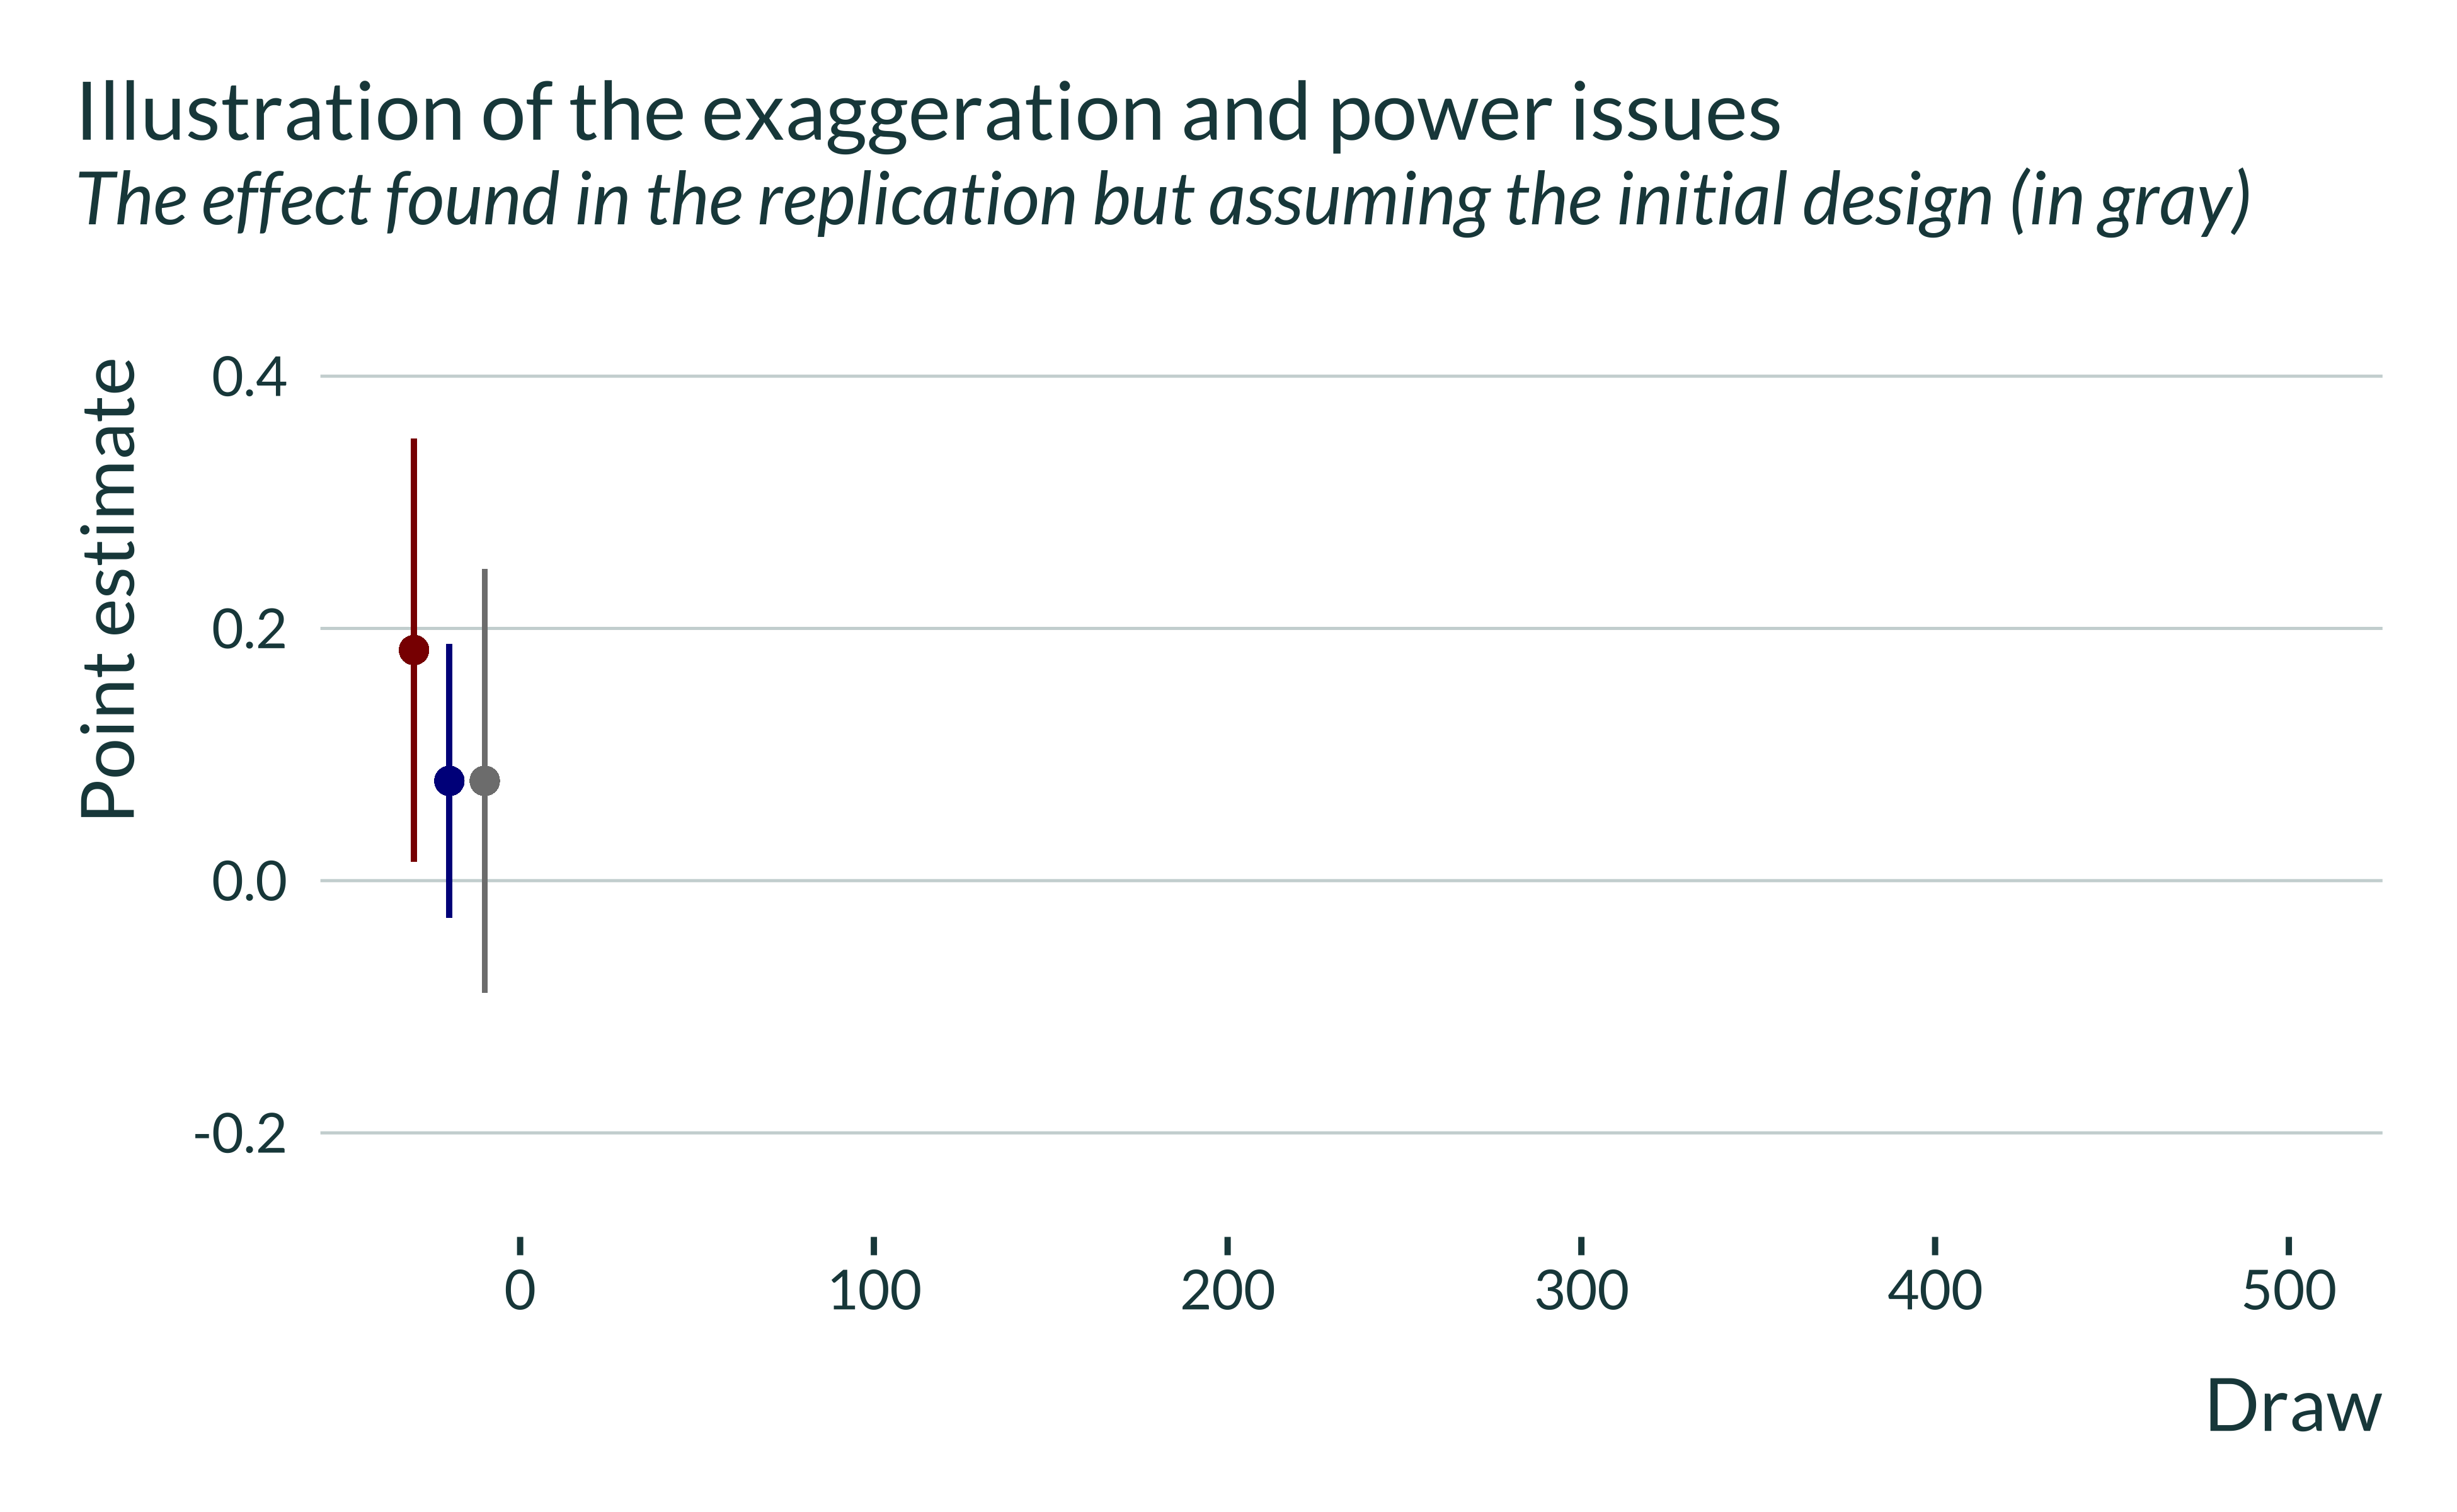 Illustration of the exaggeration and power issues
The effect found in the replication but assuming the initial design (in gray)
Point estimate
0.4
0.2
0.0
-0.2
0 100 200 300 400 500
Draw